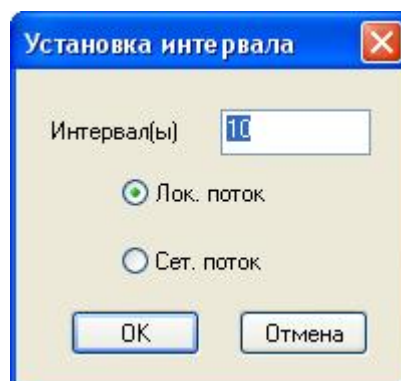 Установка интервала
Интервал(ы) 10
Лок. поток
Сет. поток
OK Отмена